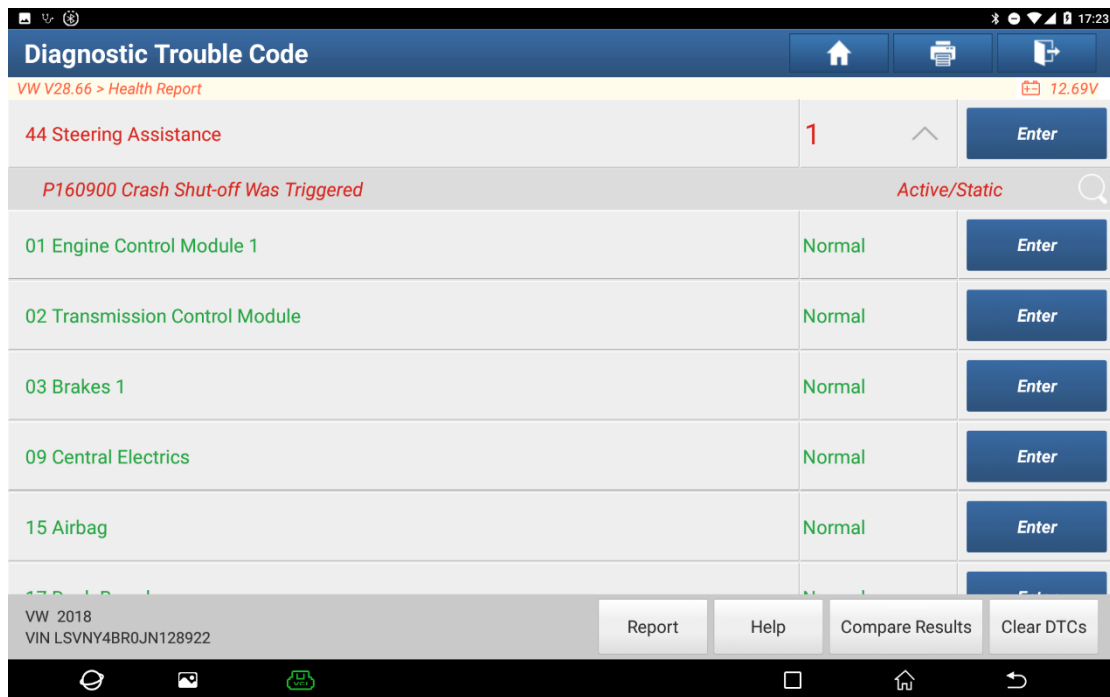 17:23
Diagnostic Trouble Code
VW V28.66 > Health Report
12.69V
44 Steering Assistance 1 Enter
P160900 Crash Shut-off Was Triggered Active/Static
01 Engine Control Module 1 Normal Enter
02 Transmission Control Module Normal Enter
03 Brakes 1 Normal Enter
09 Central Electrics Normal Enter
15 Airbag Normal Enter
VW 2018
VIN LSVNY4BR0JN128922
Report Help Compare Results Clear DTCs
VCI